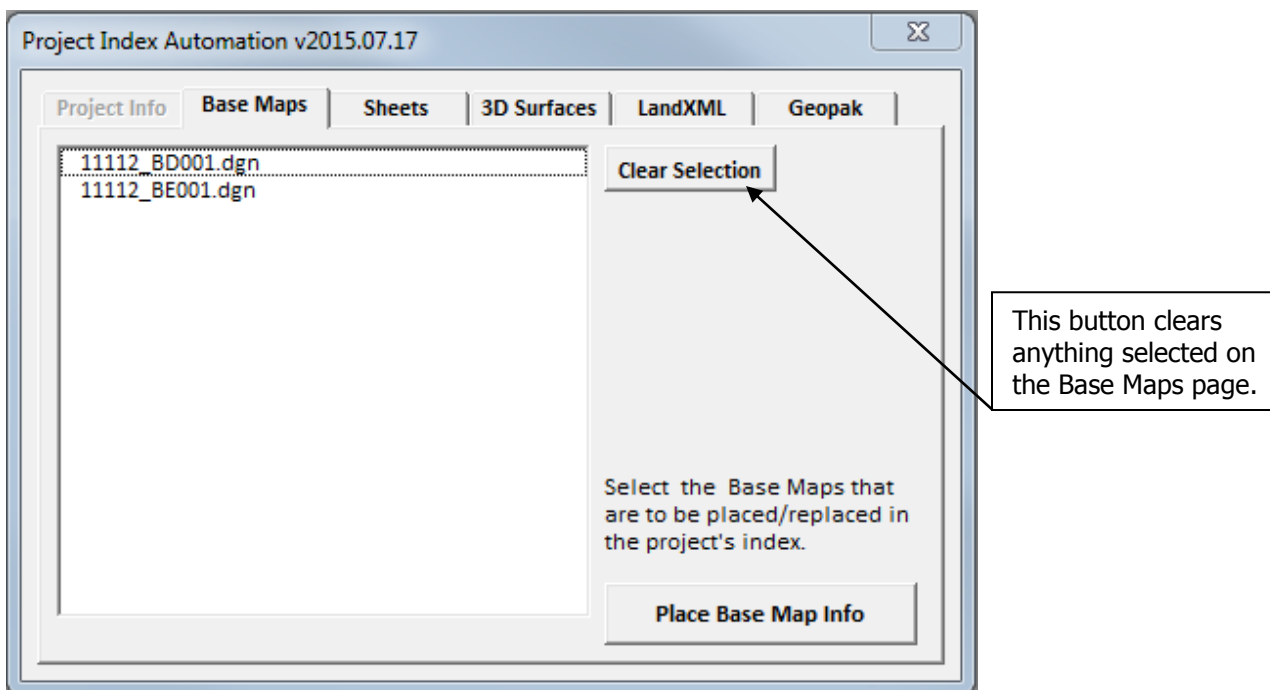 Project Index Automation v2015.07.17
Project Info Base Maps Sheets 3D Surfaces LandXML Geopak
11112_BD001.dgn
11112_BE001.dgn
Clear Selection
This button clears
anything selected on
the Base Maps page.
Select the Base Maps that
are to be placed/replaced in
the project's index.
Place Base Map Info